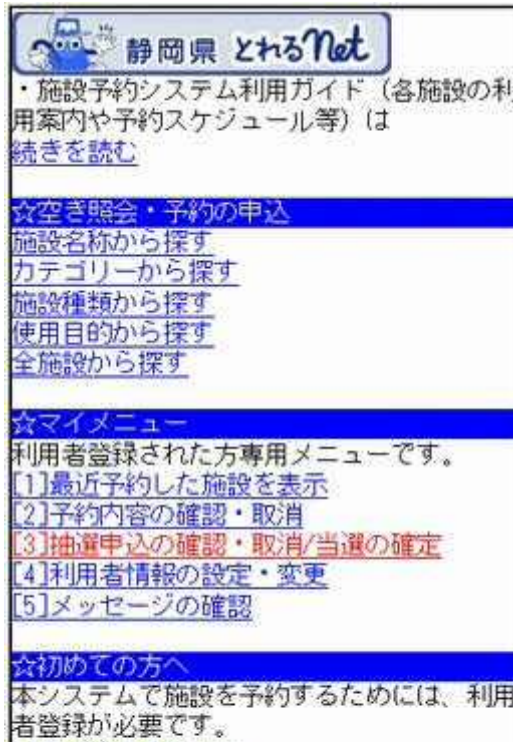 静岡県 とれるNet
・施設予約システム利用ガイド（各施設の利
用案内や予約スケジュール等）は
続きを読む
☆空き照会・予約の申込
施設名称から探す
カテゴリーから探す
施設種類から探す
使用目的から探す
全施設から探す
☆マイメニュー
利用者登録された方専用メニューです。
[1]最近予約した施設を表示
[2]予約内容の確認・取消
[3]抽選申込の確認・取消/当選の確定
[4]利用者情報の設定・変更
[5]メッセージの確認
☆初めての方へ
本システムで施設を予約するためには、利用
者登録が必要です。